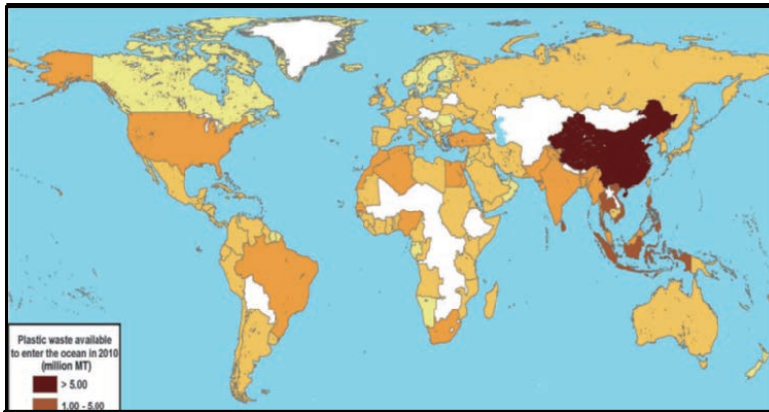 Plastic waste available
to enter the ocean in 2010
(million MT)
> 5.00
1.00 - 5.00